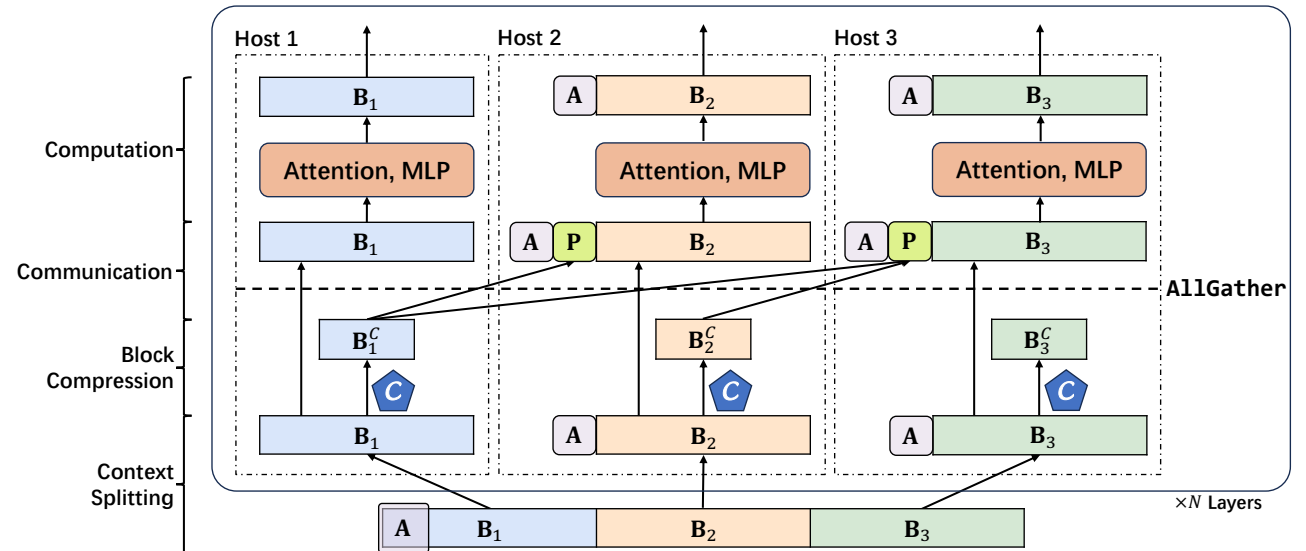 Host 1
Host 2
Host 3
B₁
A B₂
A B₃
Computation
Attention, MLP
Attention, MLP
Attention, MLP
B₁
A P B₂
A P B₃
Communication
AllGather
B₁ᶜ
B₂ᶜ
B₃ᶜ
Block
Compression
C
C
C
B₁
A B₂
A B₃
Context
Splitting
×N Layers
A B₁ B₂ B₃